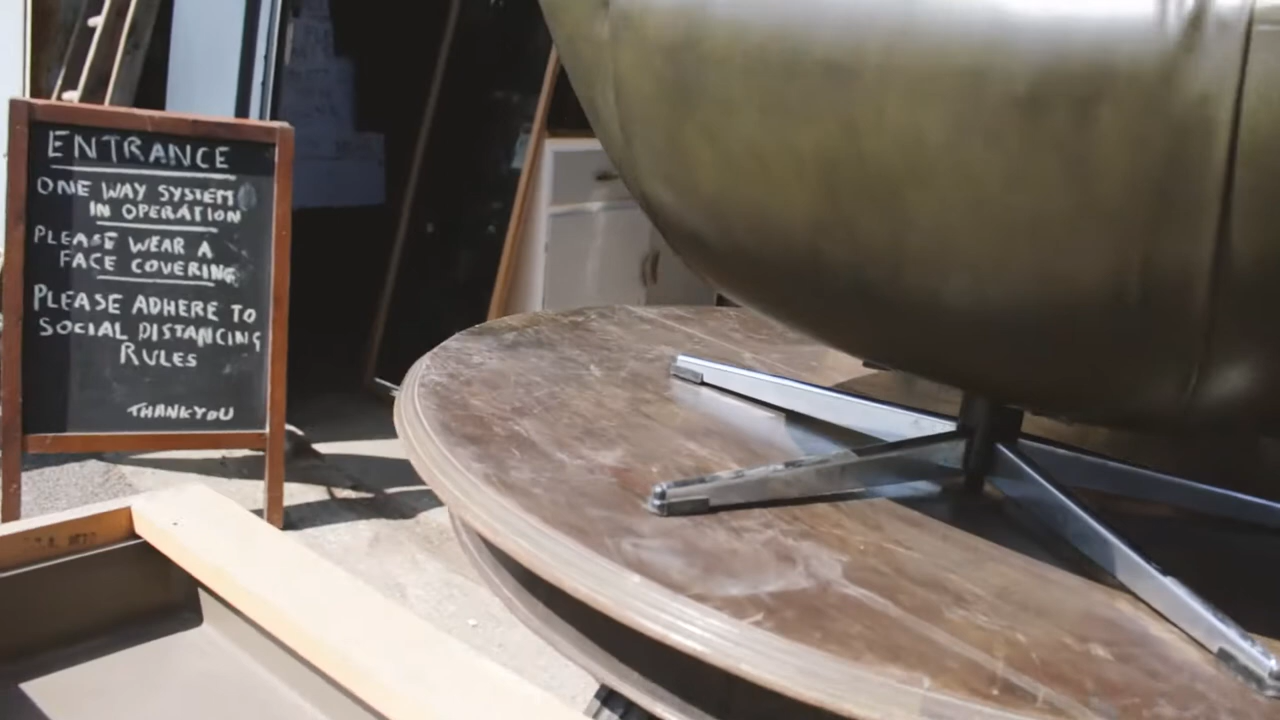 ENTRANCE
ONE WAY SYSTEM
IN OPERATION
PLEASE WEAR A
FACE COVERING
PLEASE ADHERE TO
SOCIAL DISTANCING
RULES
THANKYOU